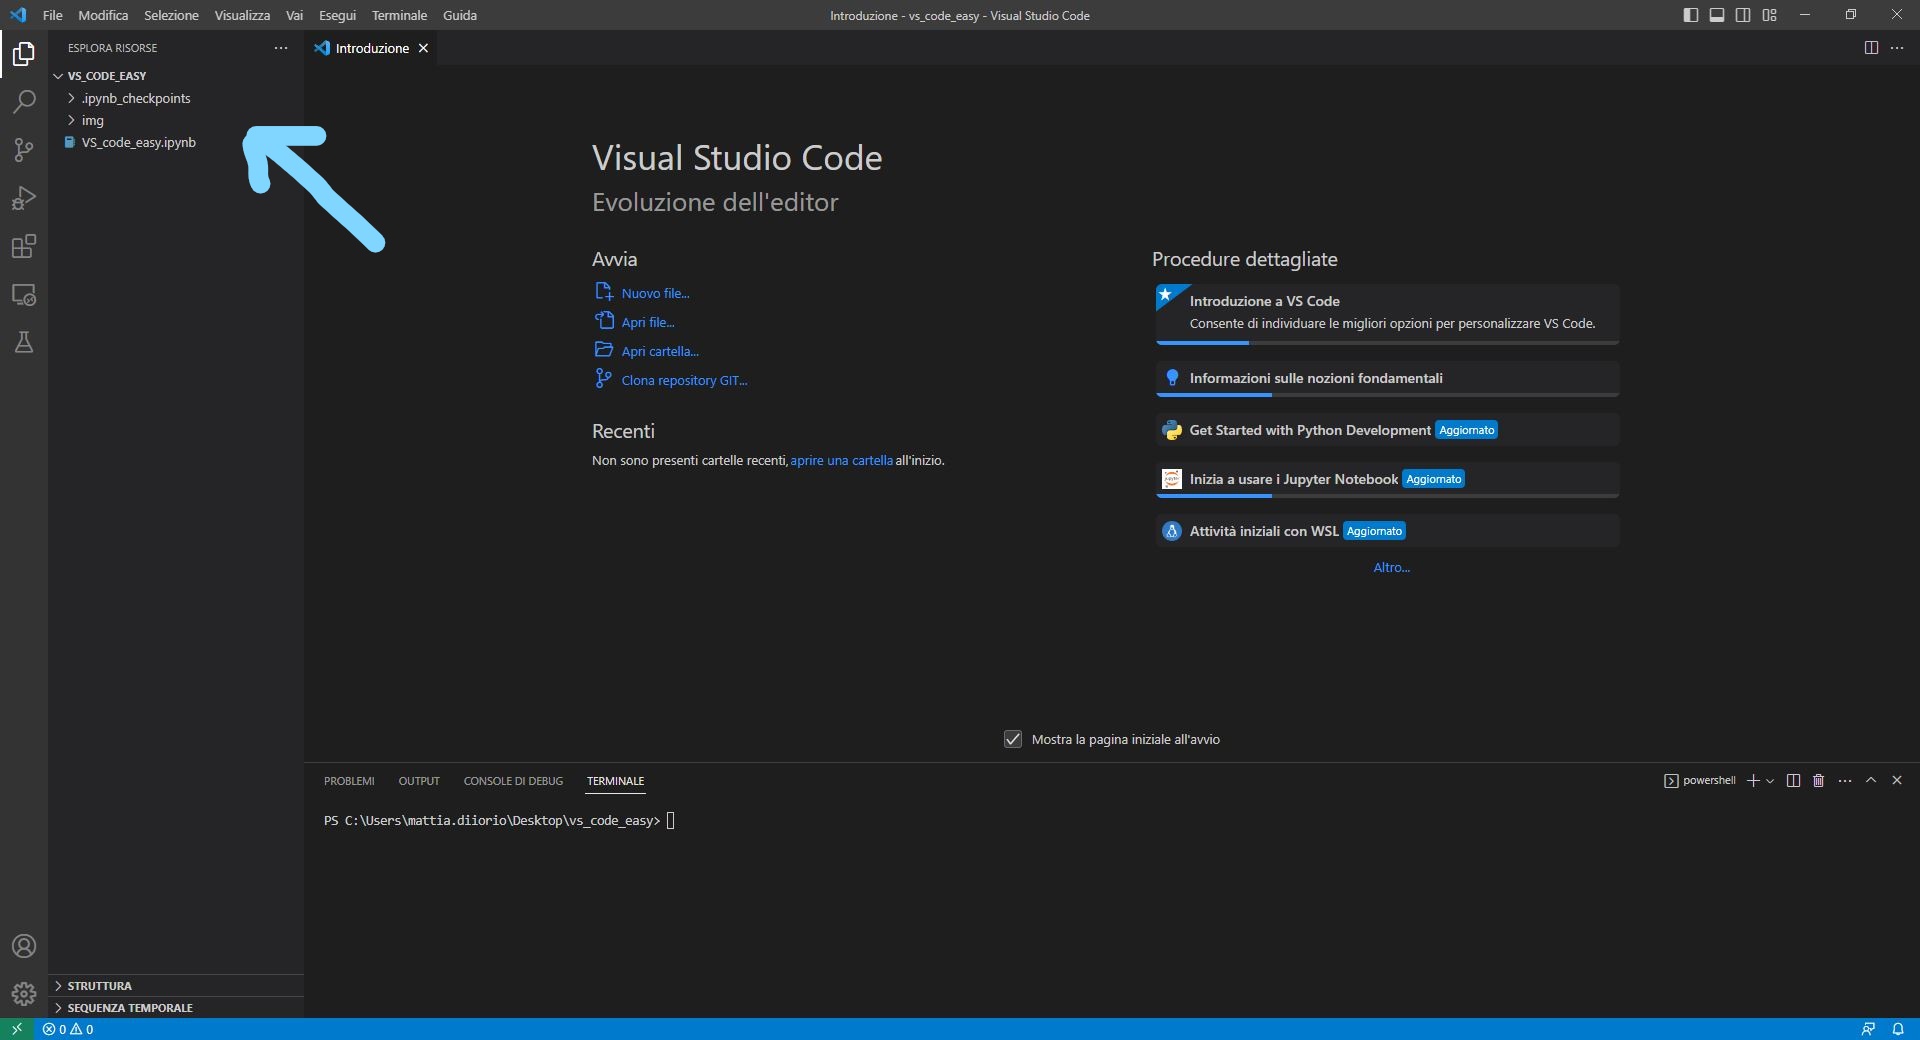 File Modifica Selezione Visualizza Vai Esegui Terminale Guida
Introduzione - vs_code_easy - Visual Studio Code
ESPLORA RISORSE
VS_CODE_EASY
.ipynb_checkpoints
img
VS_code_easy.ipynb
STRUTTURA
SEQUENZA TEMPORALE
Introduzione
Visual Studio Code
Evoluzione dell'editor
Avvia
Nuovo file...
Apri file...
Apri cartella...
Clona repository GIT...
Recenti
Non sono presenti cartelle recenti, aprire una cartella all'inizio.
Procedure dettagliate
Introduzione a VS Code
Consente di individuare le migliori opzioni per personalizzare VS Code.
Informazioni sulle nozioni fondamentali
Get Started with Python Development Aggiornato
Inizia a usare i Jupyter Notebook Aggiornato
Attività iniziali con WSL Aggiornato
Altro...
Mostra la pagina iniziale all'avvio
PROBLEMI OUTPUT CONSOLE DI DEBUG TERMINALE
powershell
PS C:\Users\mattia.diiorio\Desktop\vs_code_easy>
0 0